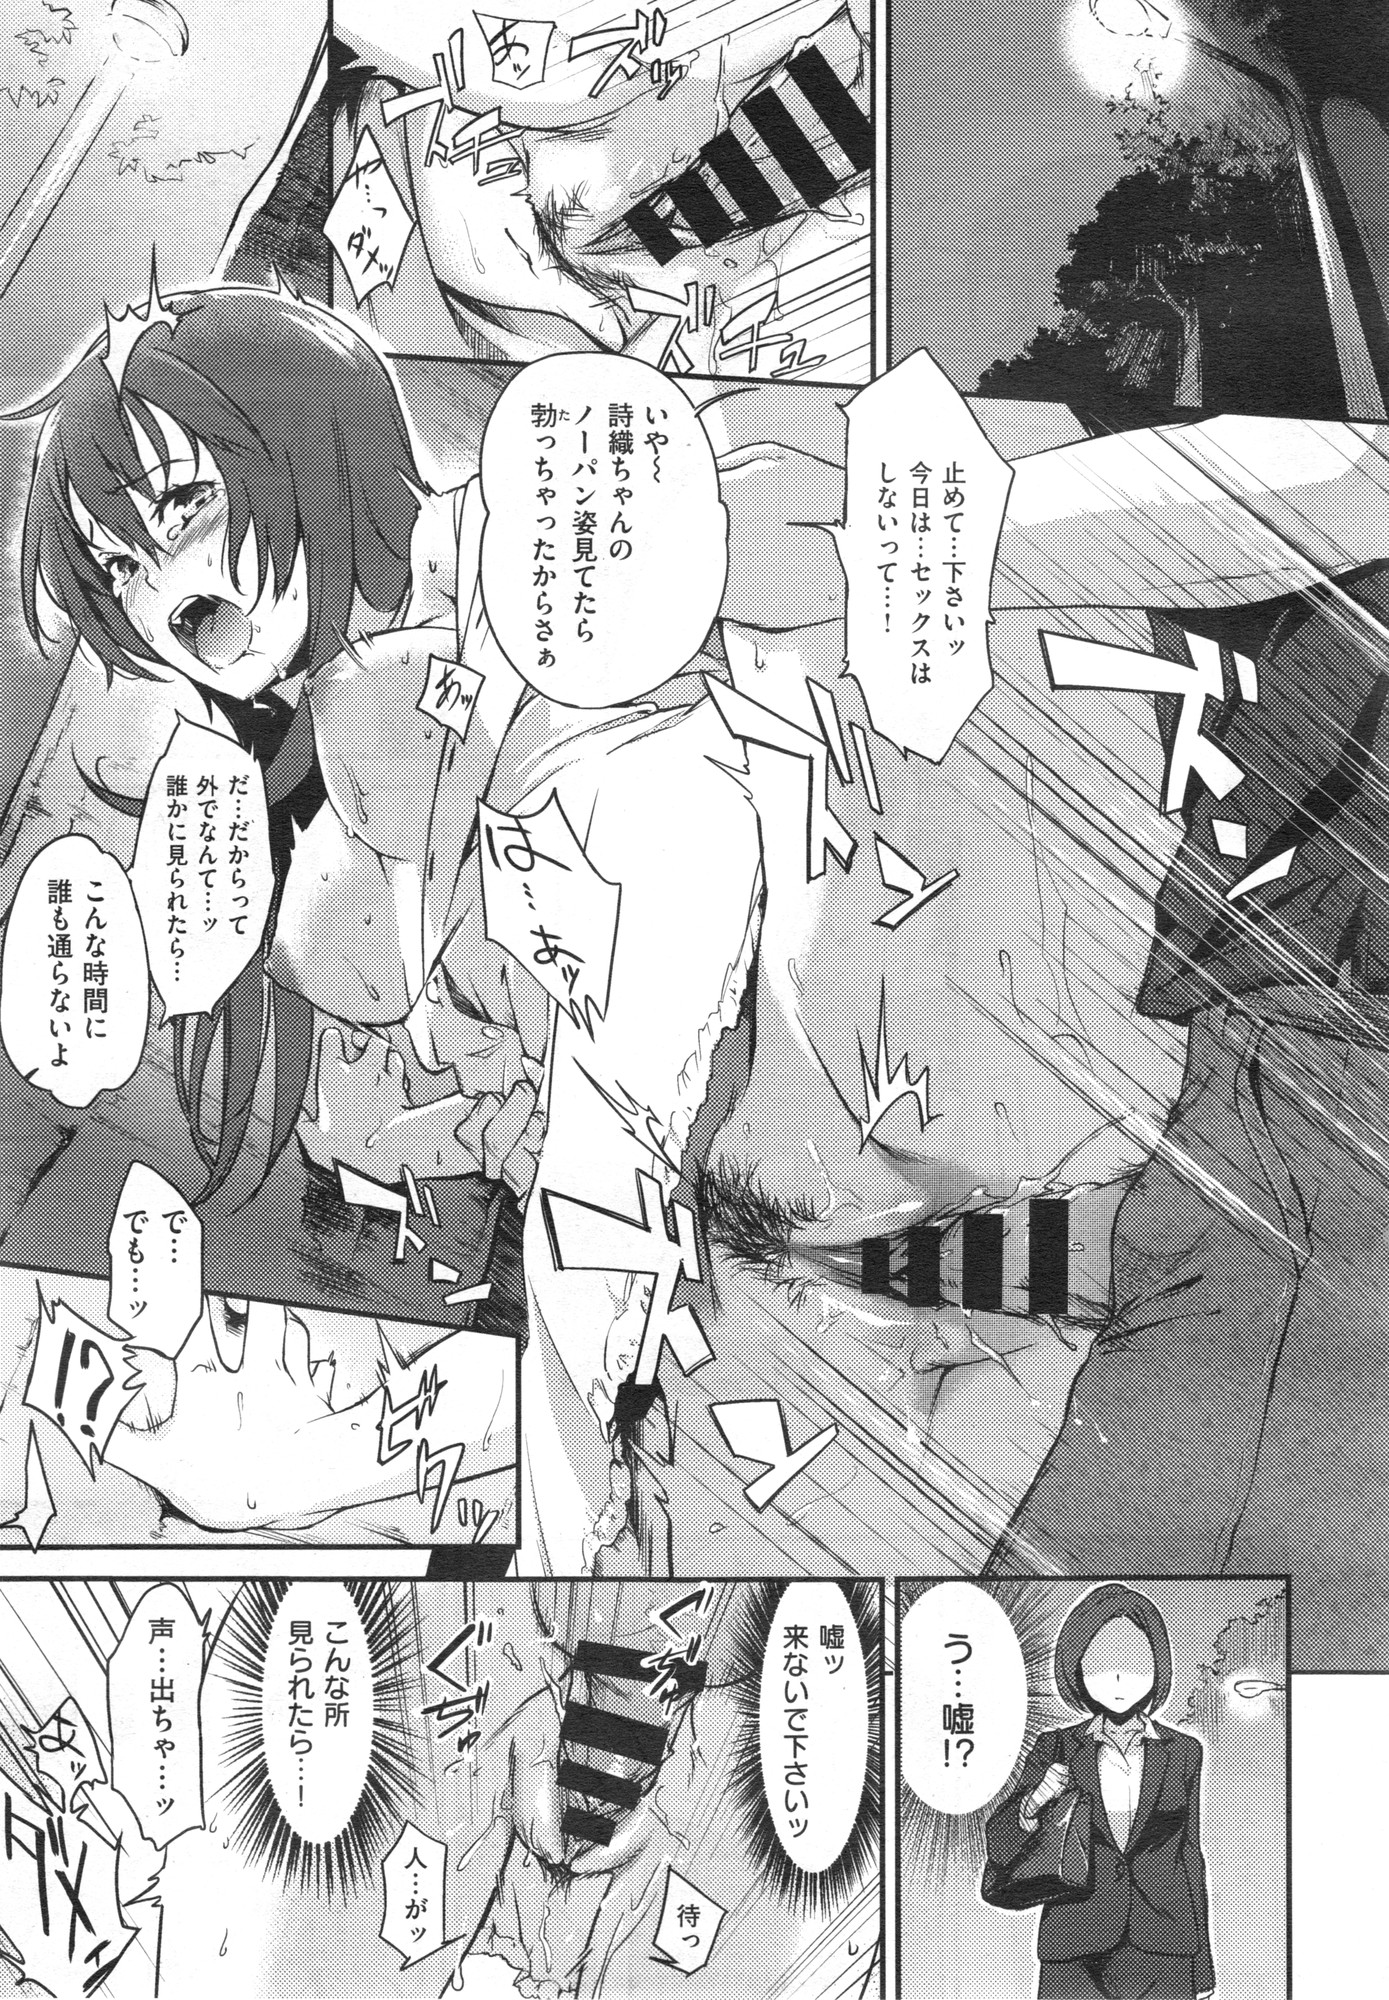 あッ
ズ
ズ
ズチュ
や…っ
ダメッ
ズチュ
止めて…下さいッ
今日は…セックスは
しないって…！
いや〜
詩織ちゃんの
ノーパン姿見てたら
勃っちゃったからさぁ
た
あッ
は…
あッ
だ…だからって
外でなんて…ッ
誰かに見られたら…
こんな時間に
誰も通らないよ
で…
でも…ッ
!?
ビクッ
う…嘘!?
嘘ッ
来ないで下さいッ
こんな所
見られたら…！
ぐちゅ
待っ
人…がッ
声…出ちゃ…ッ
あッ
ダメェ